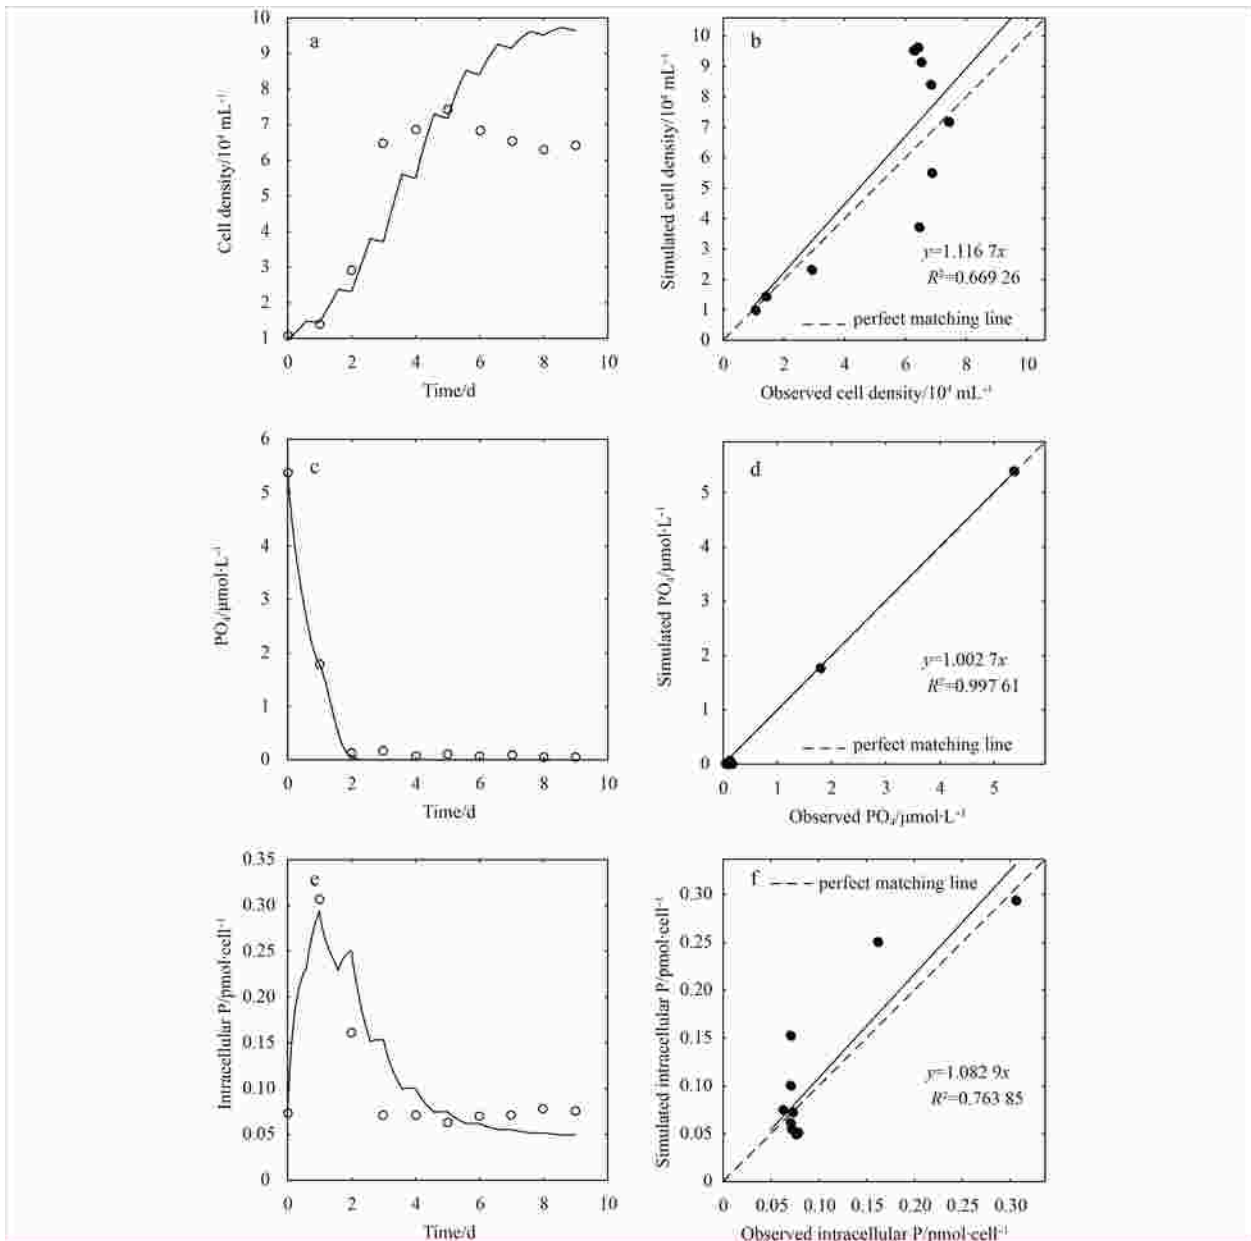 a
Cell density/10⁴ mL⁻¹
10
9
8
7
6
5
4
3
2
1
0 2 4 6 8 10
Time/d
b
Simulated cell density/10⁴ mL⁻¹
10
9
8
7
6
5
4
3
2
1
0
y=1.116 7x
R²=0.669 26
perfect matching line
0 2 4 6 8 10
Observed cell density/10⁴ mL⁻¹
c
PO₄/μmol·L⁻¹
6
5
4
3
2
1
0
0 2 4 6 8 10
Time/d
d
Simulated PO₄/μmol·L⁻¹
5
4
3
2
1
0
y=1.002 7x
R²=0.997 61
perfect matching line
0 1 2 3 4 5
Observed PO₄/μmol·L⁻¹
e
Intracellular P/pmol·cell⁻¹
0.35
0.30
0.25
0.20
0.15
0.10
0.05
0
0 2 4 6 8 10
Time/d
f
perfect matching line
Simulated intracellular P/pmol·cell⁻¹
0.30
0.25
0.20
0.15
0.10
0.05
0
y=1.082 9x
R²=0.763 85
0 0.05 0.10 0.15 0.20 0.25 0.30
Observed intracellular P/pmol·cell⁻¹